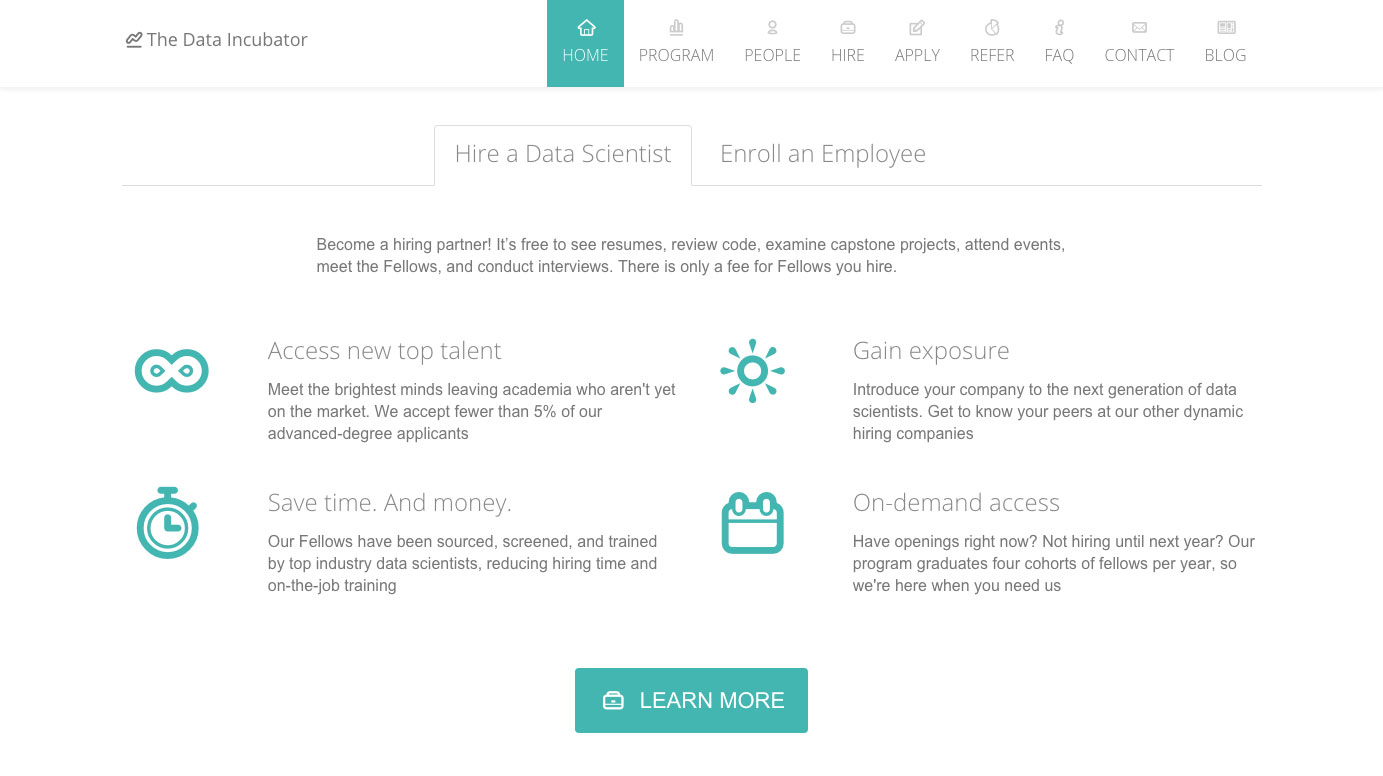 The Data Incubator
HOME PROGRAM PEOPLE HIRE APPLY REFER FAQ CONTACT BLOG
Hire a Data Scientist Enroll an Employee
Become a hiring partner! It’s free to see resumes, review code, examine capstone projects, attend events,
meet the Fellows, and conduct interviews. There is only a fee for Fellows you hire.
Access new top talent
Meet the brightest minds leaving academia who aren't yet
on the market. We accept fewer than 5% of our
advanced-degree applicants
Gain exposure
Introduce your company to the next generation of data
scientists. Get to know your peers at our other dynamic
hiring companies
Save time. And money.
Our Fellows have been sourced, screened, and trained
by top industry data scientists, reducing hiring time and
on-the-job training
On-demand access
Have openings right now? Not hiring until next year? Our
program graduates four cohorts of fellows per year, so
we're here when you need us
LEARN MORE